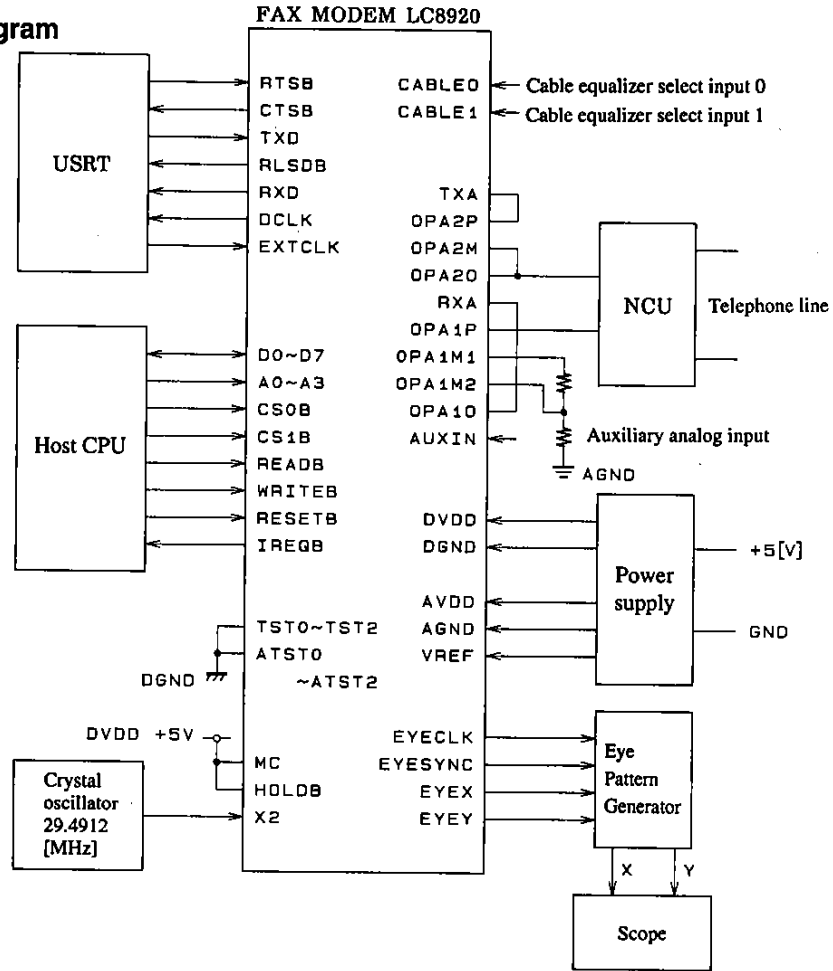 gram
FAX MODEM LC8920
USRT
RTSB
CTSB
TXD
RLSDB
RXD
DCLK
EXTCLK
CABLE0
CABLE1
Cable equalizer select input 0
Cable equalizer select input 1
TXA
OPA2P
OPA2M
OPA2O
RXA
OPA1P
OPA1M1
OPA1M2
OPA1O
AUXIN
NCU
Telephone line
Auxiliary analog input
AGND
Host CPU
D0~D7
A0~A3
CS0B
CS1B
READB
WRITEB
RESETB
IREQB
DVDD
DGND
AVDD
AGND
VREF
Power
supply
+5[V]
GND
TST0~TST2
ATST0
~ATST2
DGND
DVDD +5V
MC
HOLDB
X2
Crystal
oscillator
29.4912
[MHz]
EYECLK
EYESYNC
EYEX
EYEY
Eye
Pattern
Generator
X
Y
Scope